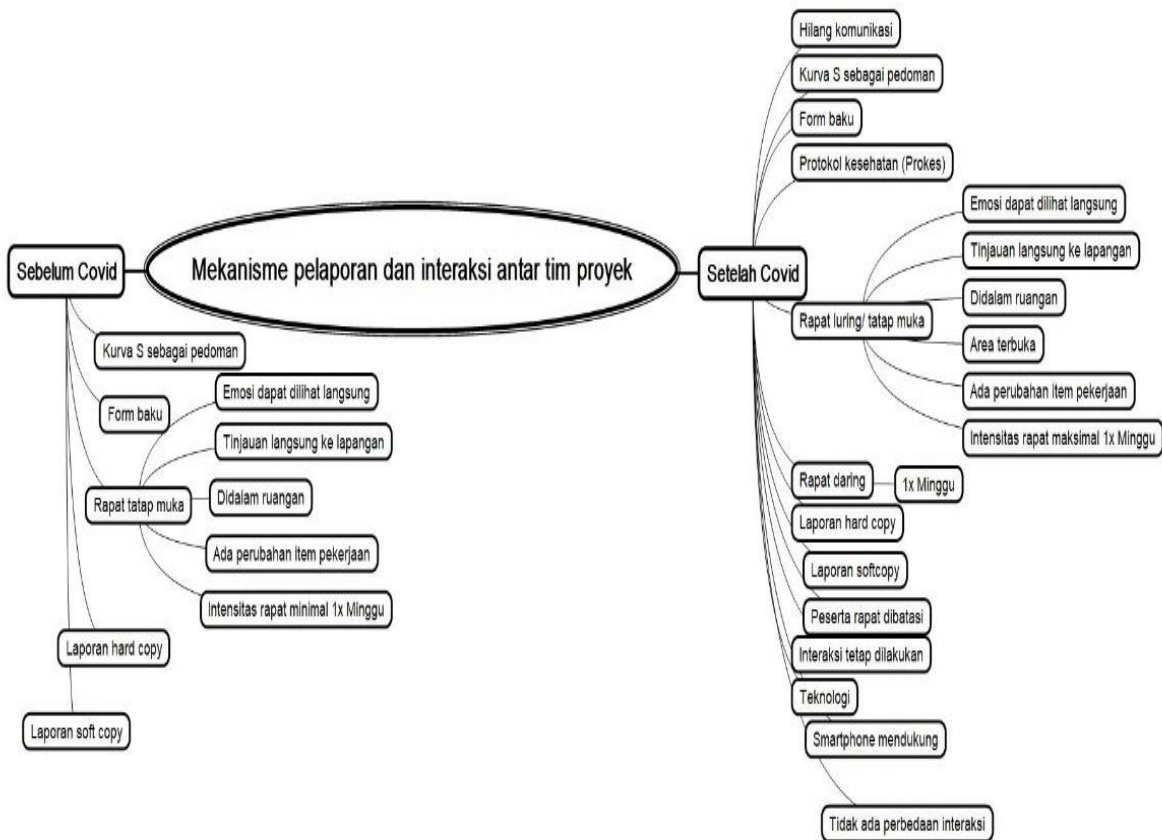 Mekanisme pelaporan dan interaksi antar tim proyek
Sebelum Covid
Kurva S sebagai pedoman
Form baku
Rapat tatap muka
Emosi dapat dilihat langsung
Tinjauan langsung ke lapangan
Didalam ruangan
Ada perubahan Item pekerjaan
Intensitas rapat minimal 1x Minggu
Laporan hard copy
Laporan soft copy
Setelah Covid
Hilang komunikasi
Kurva S sebagai pedoman
Form baku
Protokol kesehatan (Prokes)
Rapat luring/ tatap muka
Emosi dapat dilihat langsung
Tinjauan langsung ke lapangan
Didalam ruangan
Area terbuka
Ada perubahan Item pekerjaan
Intensitas rapat maksimal 1x Minggu
Rapat daring
1x Minggu
Laporan hard copy
Laporan softcopy
Peserta rapat dibatasi
Interaksi tetap dilakukan
Teknologi
Smartphone mendukung
Tidak ada perbedaan interaksi